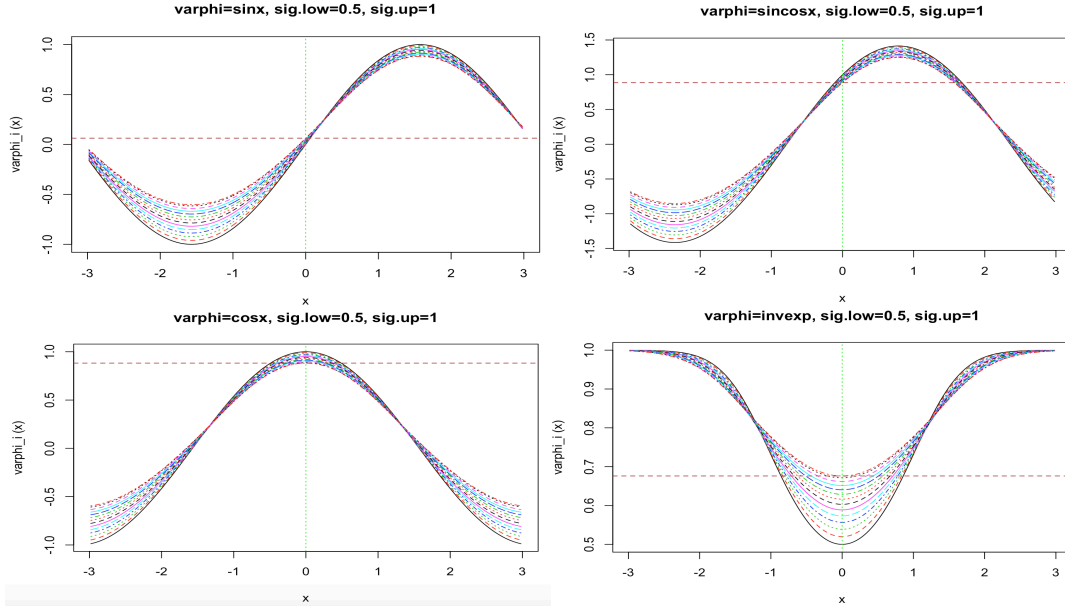 varphi=sinx, sig.low=0.5, sig.up=1
varphi_i (x)
1.0
0.5
0.0
-0.5
-1.0
-3 -2 -1 0 1 2 3
x
varphi=sincosx, sig.low=0.5, sig.up=1
varphi_i (x)
1.5
1.0
0.5
0.0
-0.5
-1.0
-1.5
-3 -2 -1 0 1 2 3
x
varphi=cosx, sig.low=0.5, sig.up=1
varphi_i (x)
1.0
0.5
0.0
-0.5
-1.0
-3 -2 -1 0 1 2 3
x
varphi=invexp, sig.low=0.5, sig.up=1
varphi_i (x)
1.0
0.9
0.8
0.7
0.6
0.5
-3 -2 -1 0 1 2 3
x